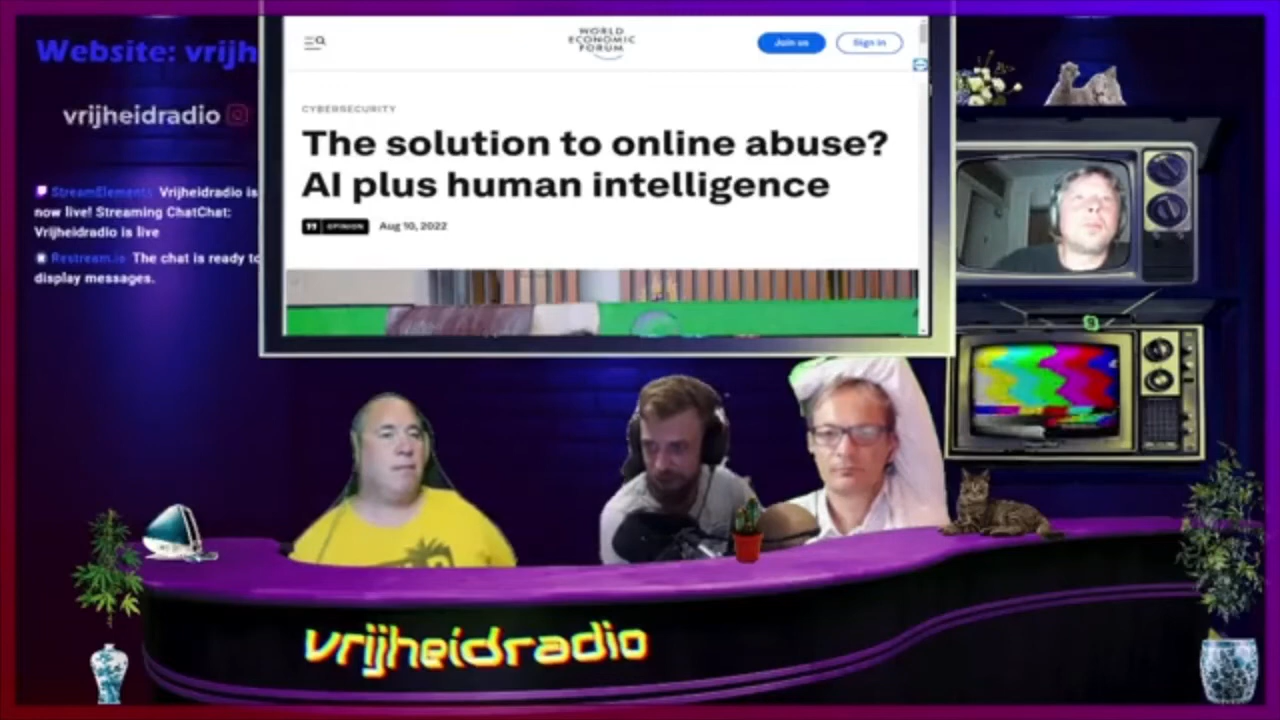 Website: vrijh
vrijheidradio
StreamElements Vrijheidradio is
now live! Streaming ChatChat:
Vrijheidradio is live
Restream.io The chat is ready to
display messages.
WORLD
ECONOMIC
FORUM
Join us
Sign in
CYBERSECURITY
The solution to online abuse?
AI plus human intelligence
OPINION Aug 10, 2022
vrijheidradio